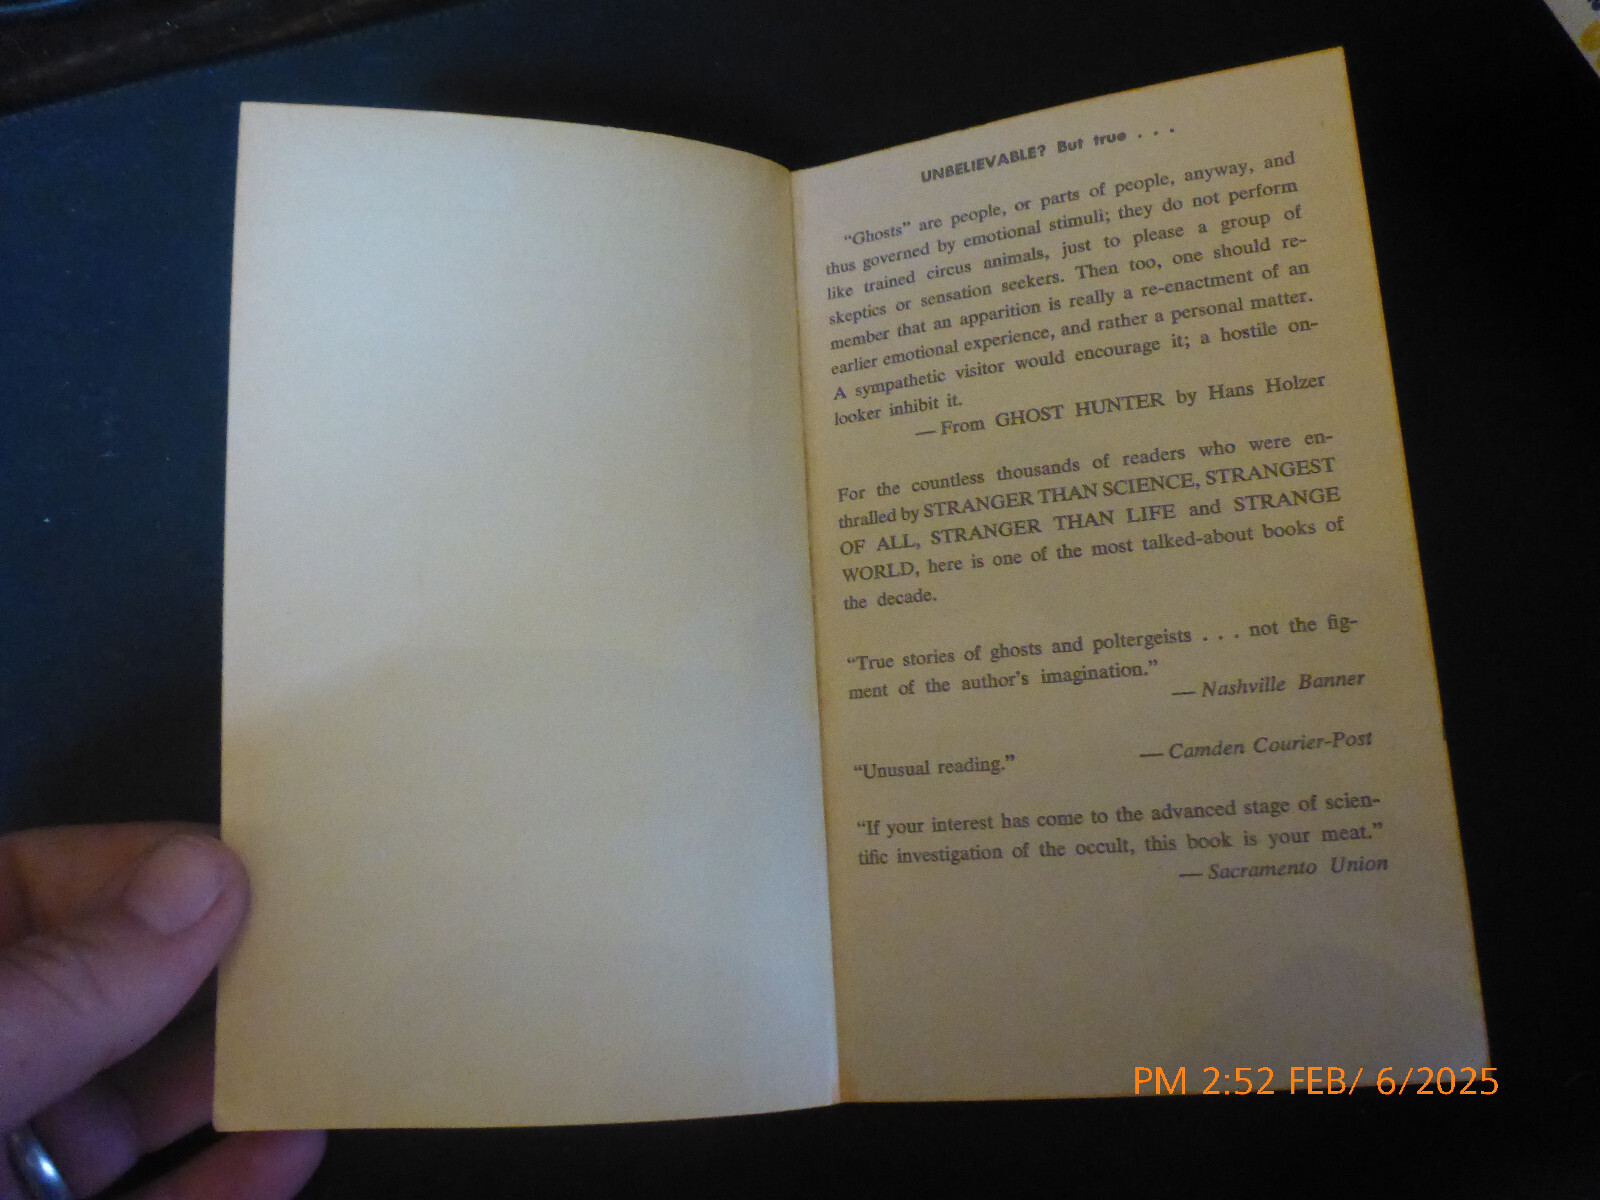 UNBELIEVABLE? But true . . .
"Ghosts" are people, or parts of people, anyway, and
thus governed by emotional stimuli; they do not perform
like trained circus animals, just to please a group of
skeptics or sensation seekers. Then too, one should re-
member that an apparition is really a re-enactment of an
earlier emotional experience, and rather a personal matter.
A sympathetic visitor would encourage it; a hostile on-
looker inhibit it.
— From GHOST HUNTER by Hans Holzer
For the countless thousands of readers who were en-
thralled by STRANGER THAN SCIENCE, STRANGEST
OF ALL, STRANGER THAN LIFE and STRANGE
WORLD, here is one of the most talked-about books of
the decade.
"True stories of ghosts and poltergeists . . . not the fig-
ment of the author's imagination."
— Nashville Banner
"Unusual reading." — Camden Courier-Post
"If your interest has come to the advanced stage of scien-
tific investigation of the occult, this book is your meat."
— Sacramento Union
PM 2:52 FEB/ 6/2025